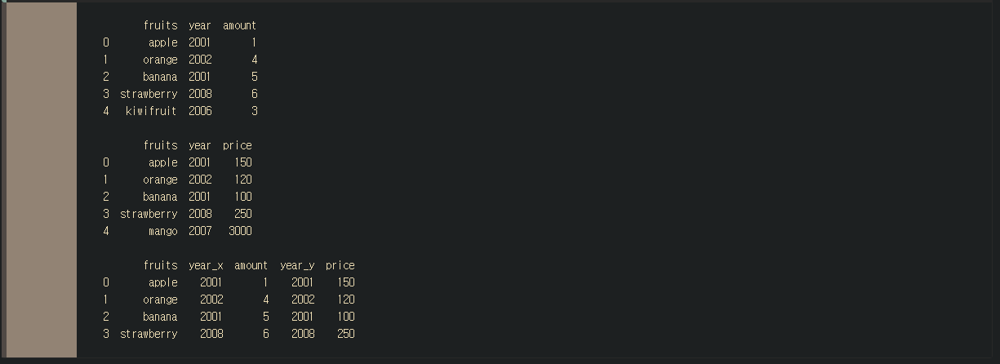 fruits year amount
0 apple 2001 1
1 orange 2002 4
2 banana 2001 5
3 strawberry 2008 6
4 kiwifruit 2006 3
fruits year price
0 apple 2001 150
1 orange 2002 120
2 banana 2001 100
3 strawberry 2008 250
4 mango 2007 3000
fruits year_x amount year_y price
0 apple 2001 1 2001 150
1 orange 2002 4 2002 120
2 banana 2001 5 2001 100
3 strawberry 2008 6 2008 250